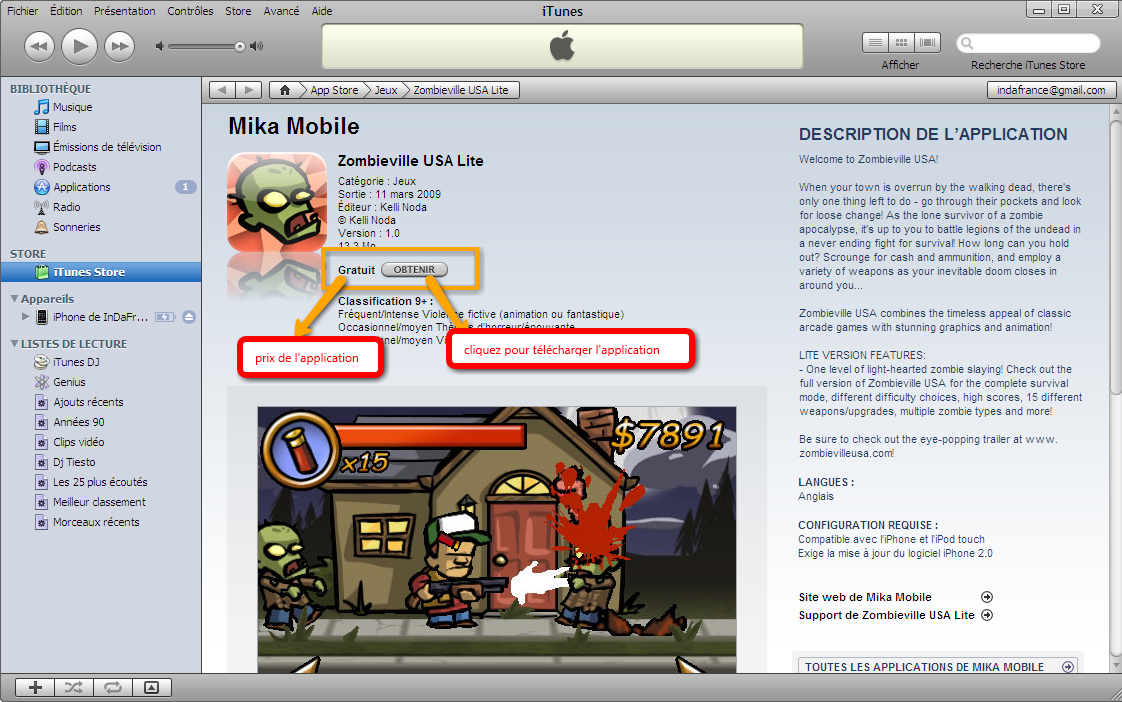 Fichier Édition Présentation Contrôles Store Avancé Aide
iTunes
Afficher
Recherche iTunes Store
BIBLIOTHÈQUE
Musique
Films
Émissions de télévision
Podcasts
Applications 1
Radio
Sonneries
STORE
iTunes Store
Appareils
iPhone de InDaFr...
LISTES DE LECTURE
iTunes DJ
Genius
Ajouts récents
Années 90
Clips vidéo
Dj Tiesto
Les 25 plus écoutés
Meilleur classement
Morceaux récents
App Store Jeux Zombieville USA Lite
indafrance@gmail.com
Mika Mobile
Zombieville USA Lite
Catégorie : Jeux
Sortie : 11 mars 2009
Éditeur : Kelli Noda
© Kelli Noda
Version : 1.0
13.3 Mo
Gratuit OBTENIR
Classification 9+ :
Fréquent/Intense Violence fictive (animation ou fantastique)
Occasionnel/moyen Thèmes d'horreur/épouvante
prix de l'application
cliquez pour télécharger l'application
x15
$7891
DESCRIPTION DE L'APPLICATION
Welcome to Zombieville USA!
When your town is overrun by the walking dead, there's
only one thing left to do - go through their pockets and look
for loose change! As the lone survivor of a zombie
apocalypse, it's up to you to battle legions of the undead in
a never ending fight for survival! How long can you hold
out? Scrounge for cash and ammunition, and employ a
variety of weapons as your inevitable doom closes in
around you...
Zombieville USA combines the timeless appeal of classic
arcade games with stunning graphics and animation!
LITE VERSION FEATURES:
- One level of light-hearted zombie slaying! Check out the
full version of Zombieville USA for the complete survival
mode, different difficulty choices, high scores, 15 different
weapons/upgrades, multiple zombie types and more!
Be sure to check out the eye-popping trailer at www.
zombievilleusa.com!
LANGUES :
Anglais
CONFIGURATION REQUISE :
Compatible avec l'iPhone et l'iPod touch
Exige la mise à jour du logiciel iPhone 2.0
Site web de Mika Mobile
Support de Zombieville USA Lite
TOUTES LES APPLICATIONS DE MIKA MOBILE